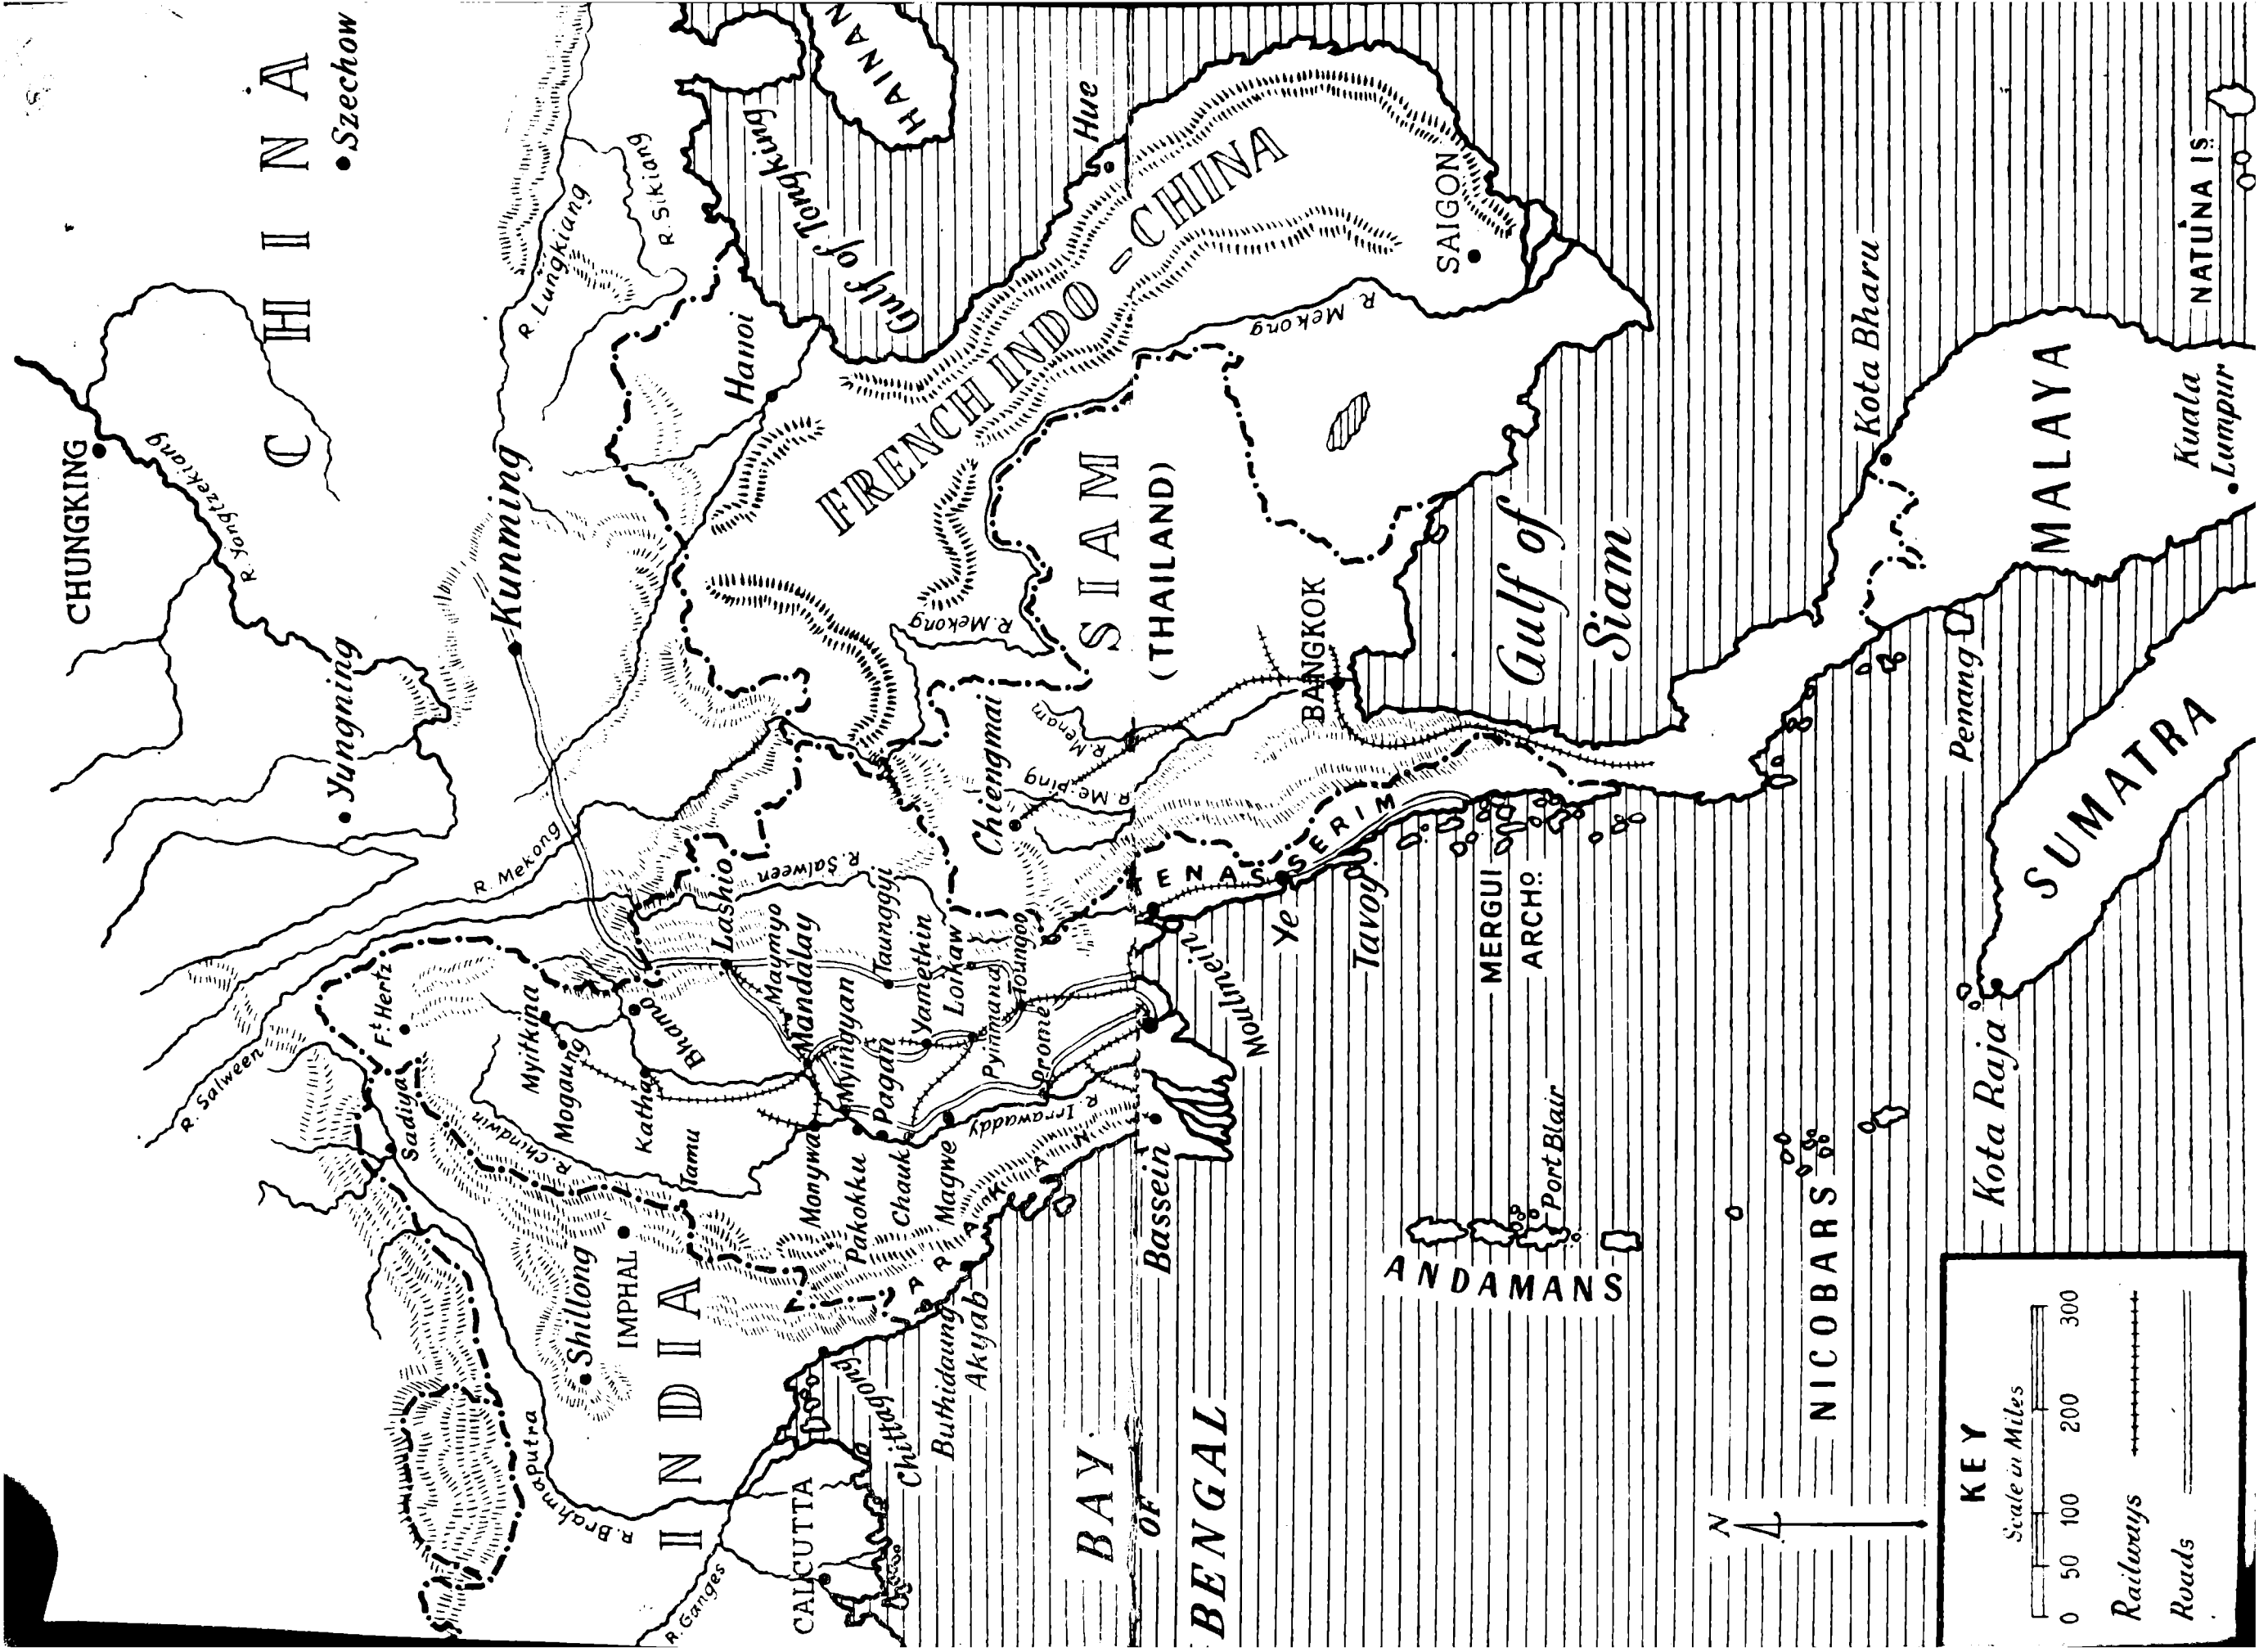 CHINA
Szechow
CHUNGKING
R. Yangtzekiang
Yungning
Kunming
R. Lungkiang
R. Sikiang
HAINAN
Gulf of Tongking
Hanoi
Hue
FRENCH INDO-CHINA
SAIGON
R. Mekong
R. Mekong
R. Mekong
R. Salween
R. Salween
Ft Hertz
Sadiya
R. Chindwin
Myitkina
Mogaung
Bhamo
Katha
Tamu
Lashio
Maymyo
Mandalay
Myingyan
Pagan
Monywa
Pakokku
Chauk
Magwe
Taunggyi
Yamethin
Loikaw
Pyinmana
Toungoo
Prome
R. Irrawaddy
ARAKAN
Shillong
IMPHAL
INDIA
R. Brahmaputra
R. Ganges
CALCUTTA
Chittagong
Buthidaung
Akyab
Bassein
BAY
OF
BENGAL
Moulmein
Ye
Tavoy
TENASSERIM
MERGUI
ARCHO
Chiengmai
R. Me.Ping
R. Menam
SIAM
(THAILAND)
BANGKOK
Gulf of
Siam
ANDAMANS
Port Blair
NICOBARS
Kota Bharu
MALAYA
Kuala
Lumpur
Penang
SUMATRA
Kota Raja
NATUNA IS
N
KEY
Scale in Miles
0 50 100 200 300
Railways
Roads